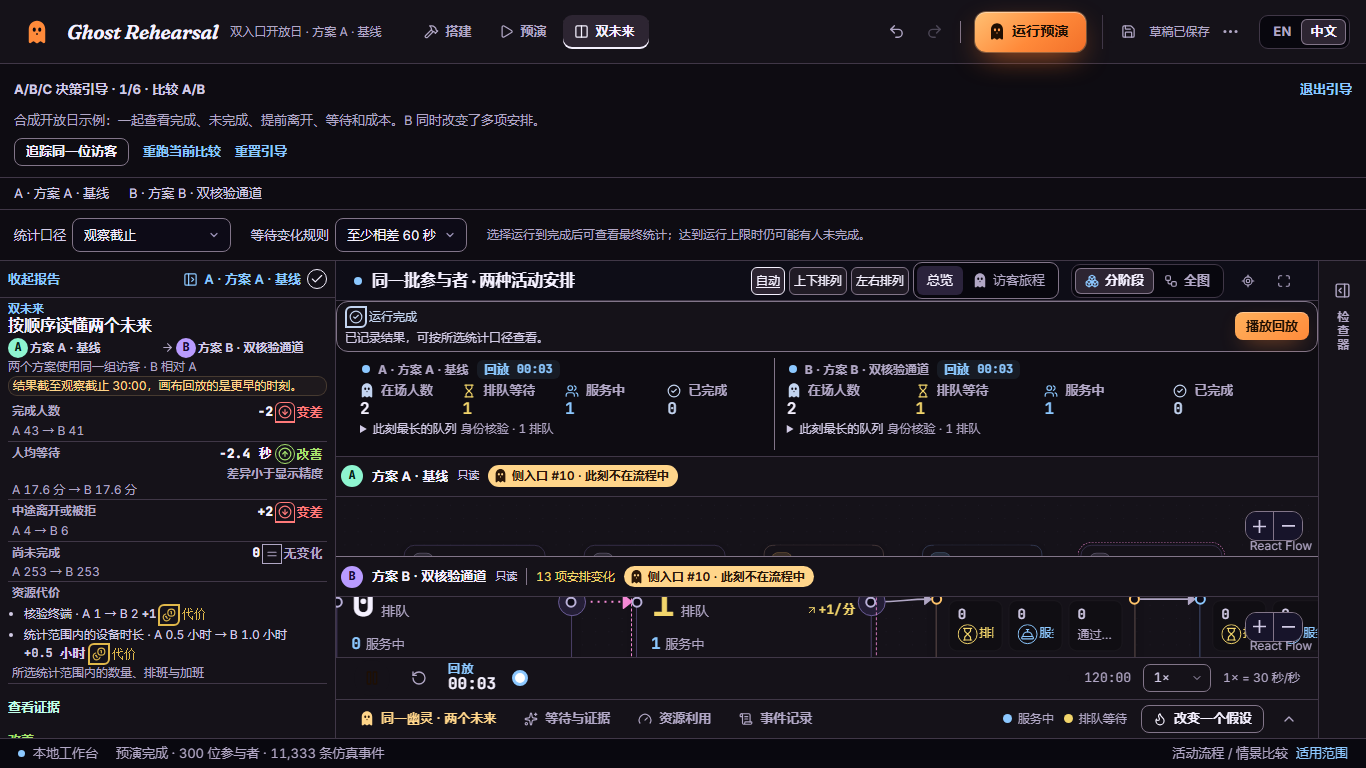 Ghost Rehearsal 双入口开放日 · 方案 A · 基线 搭建 预演 双未来 运行预演 草稿已保存 EN 中文
A/B/C 决策引导 · 1/6 · 比较 A/B 退出引导
合成开放日示例：一起查看完成、未完成、提前离开、等待和成本。B 同时改变了多项安排。
追踪同一位访客 重跑当前比较 重置引导
A · 方案 A · 基线 B · 方案 B · 双核验通道
统计口径 观察截止 等待变化规则 至少相差 60 秒 选择运行到完成后可查看最终统计；达到运行上限时仍可能有人未完成。
收起报告 A · 方案 A · 基线
双未来
按顺序读懂两个未来
A 方案 A · 基线 → B 方案 B · 双核验通道
两个方案使用同一组访客 · B 相对 A
结果截至观察截止 30:00，画布回放的是更早的时刻。
完成人数 -2 变差
A 43 → B 41
人均等待 -2.4 秒 改善
差异小于显示精度
A 17.6 分 → B 17.6 分
中途离开或被拒 +2 变差
A 4 → B 6
尚未完成 0 = 无变化
A 253 → B 253
资源代价
• 核验终端 · A 1 → B 2 +1 代价
• 统计范围内的设备时长 · A 0.5 小时 → B 1.0 小时
+0.5 小时 代价
所选统计范围内的数量、排班与加班
查看证据
同一批参与者 · 两种活动安排 自动 上下排列 左右排列 总览 访客旅程 分阶段 全图
检查器
运行完成
已记录结果，可按所选统计口径查看。
播放回放
A · 方案 A · 基线 回放 00:03
在场人数 排队等待 服务中 已完成
2 1 1 0
此刻最长的队列 身份核验 · 1 排队
B · 方案 B · 双核验通道 回放 00:03
在场人数 排队等待 服务中 已完成
2 1 1 0
此刻最长的队列 身份核验 · 1 排队
A 方案 A · 基线 只读 侧入口 #10 · 此刻不在流程中
React Flow
B 方案 B · 双核验通道 只读 13 项安排变化 侧入口 #10 · 此刻不在流程中
0 排队 1 排队 +1/分 0 0 0 0
通过...
0 服务中 1 服务中
React Flow
回放
00:03 120:00 1× 1× = 30 秒/秒
同一幽灵 · 两个未来 等待与证据 资源利用 事件记录 服务中 排队等待 改变一个假设
本地工作台 预演完成 · 300 位参与者 · 11,333 条仿真事件 活动流程 / 情景比较 适用范围